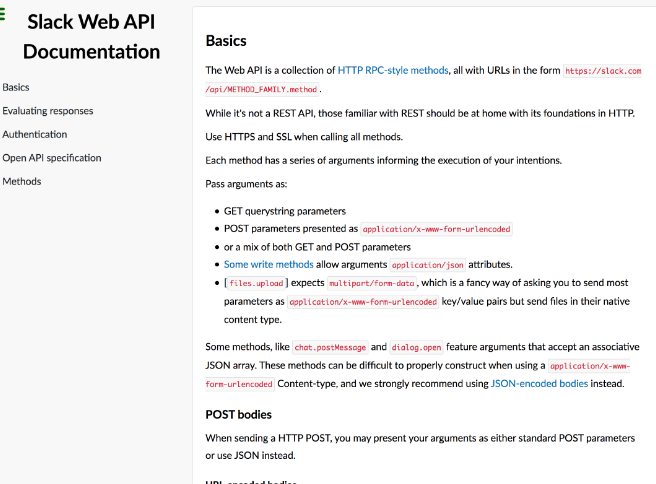 Slack Web API
Documentation
Basics
Evaluating responses
Authentication
Open API specification
Methods
Basics
The Web API is a collection of HTTP RPC-style methods, all with URLs in the form https://slack.com
/api/METHOD_FAMILY.method.
While it's not a REST API, those familiar with REST should be at home with its foundations in HTTP.
Use HTTPS and SSL when calling all methods.
Each method has a series of arguments informing the execution of your intentions.
Pass arguments as:
• GET querystring parameters
• POST parameters presented as application/x-www-form-urlencoded
• or a mix of both GET and POST parameters
• Some write methods allow arguments application/json attributes.
• [files.upload] expects multipart/form-data, which is a fancy way of asking you to send most
parameters as application/x-www-form-urlencoded key/value pairs but send files in their native
content type.
Some methods, like chat.postMessage and dialog.open feature arguments that accept an associative
JSON array. These methods can be difficult to properly construct when using a application/x-www-
form-urlencoded Content-type, and we strongly recommend using JSON-encoded bodies instead.
POST bodies
When sending a HTTP POST, you may present your arguments as either standard POST parameters
or use JSON instead.
URL-encoded bodies